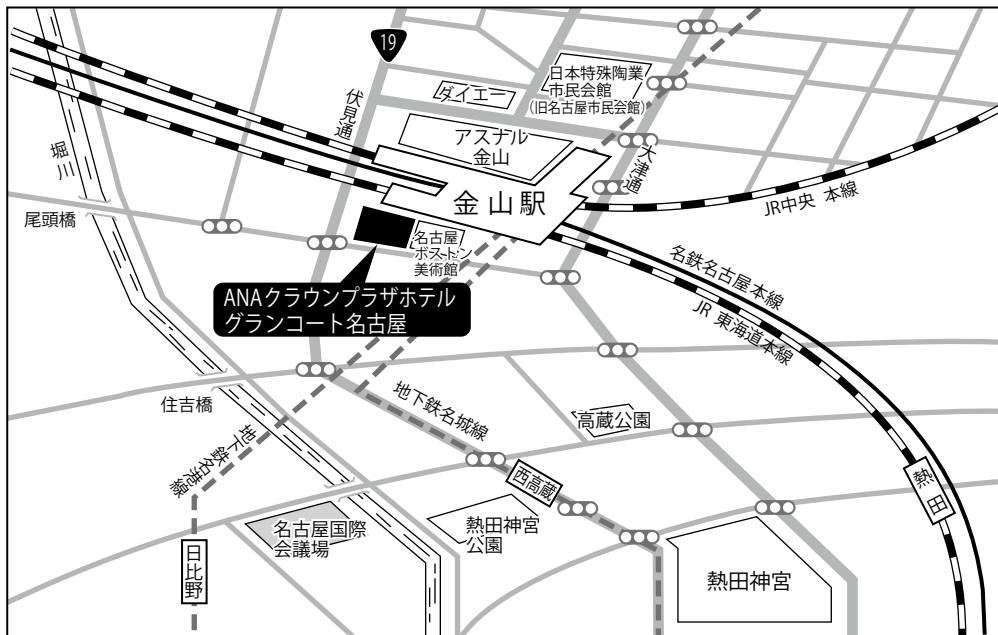 19
日本特殊陶業
市民会館
(旧名古屋市民会館)
ダイエー
伏見通
アスナル
金山
大津通
堀川
金山駅
JR中央 本線
尾頭橋
名古屋
ボストン
美術館
名鉄名古屋本線
ANAクラウンプラザホテル
グランコート名古屋
JR 東海道本線
住吉橋
地下鉄名城線
高蔵公園
地下鉄名港線
西高蔵
熱田
名古屋国際
会議場
熱田神宮
公園
日比野
熱田神宮